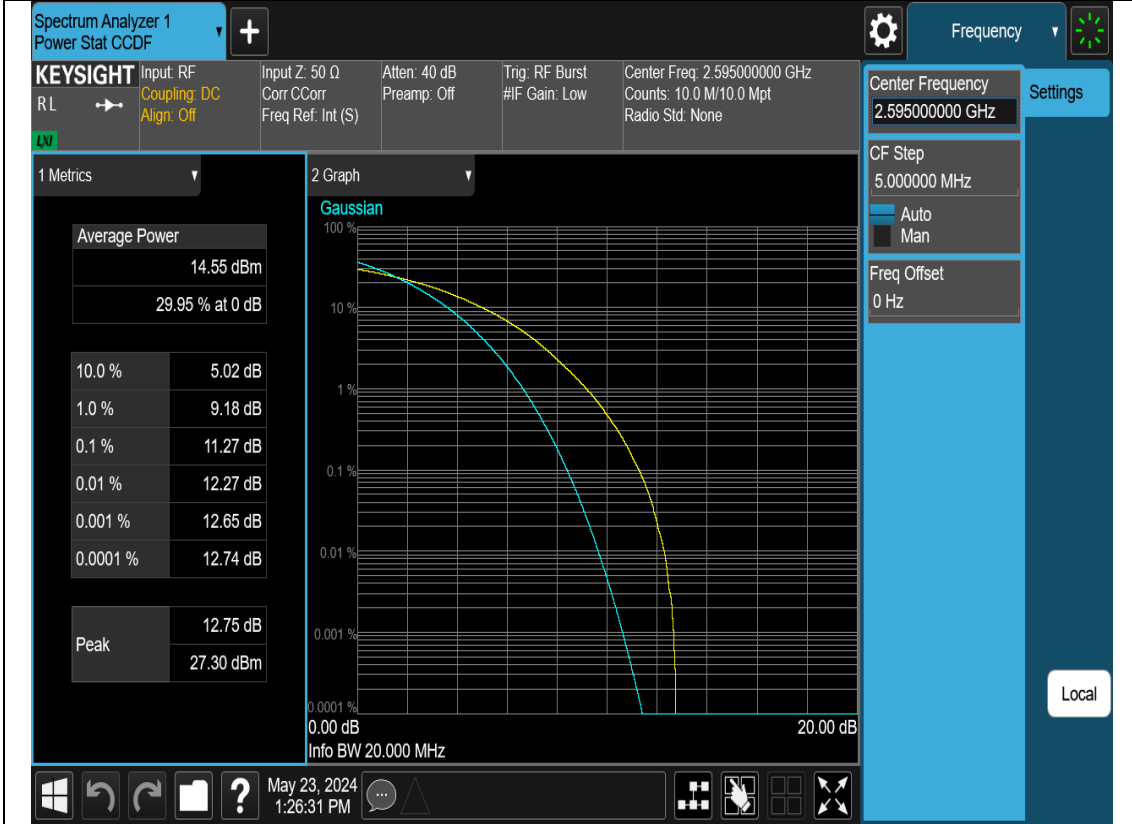 Spectrum Analyzer 1
Power Stat CCDF
+
Frequency
KEYSIGHT
RL
LXI
Input: RF
Coupling: DC
Align: Off
Input Z: 50 Ω
Corr CCorr
Freq Ref: Int (S)
Atten: 40 dB
Preamp: Off
Trig: RF Burst
#IF Gain: Low
Center Freq: 2.595000000 GHz
Counts: 10.0 M/10.0 Mpt
Radio Std: None
Center Frequency
2.595000000 GHz
Settings
CF Step
5.000000 MHz
Auto
Man
Freq Offset
0 Hz
1 Metrics
Average Power
14.55 dBm
29.95 % at 0 dB
10.0 % 5.02 dB
1.0 % 9.18 dB
0.1 % 11.27 dB
0.01 % 12.27 dB
0.001 % 12.65 dB
0.0001 % 12.74 dB
Peak
12.75 dB
27.30 dBm
2 Graph
Gaussian
100 %
10 %
1 %
0.1 %
0.01 %
0.001 %
0.0001 %
0.00 dB 20.00 dB
Info BW 20.000 MHz
Local
?
May 23, 2024
1:26:31 PM